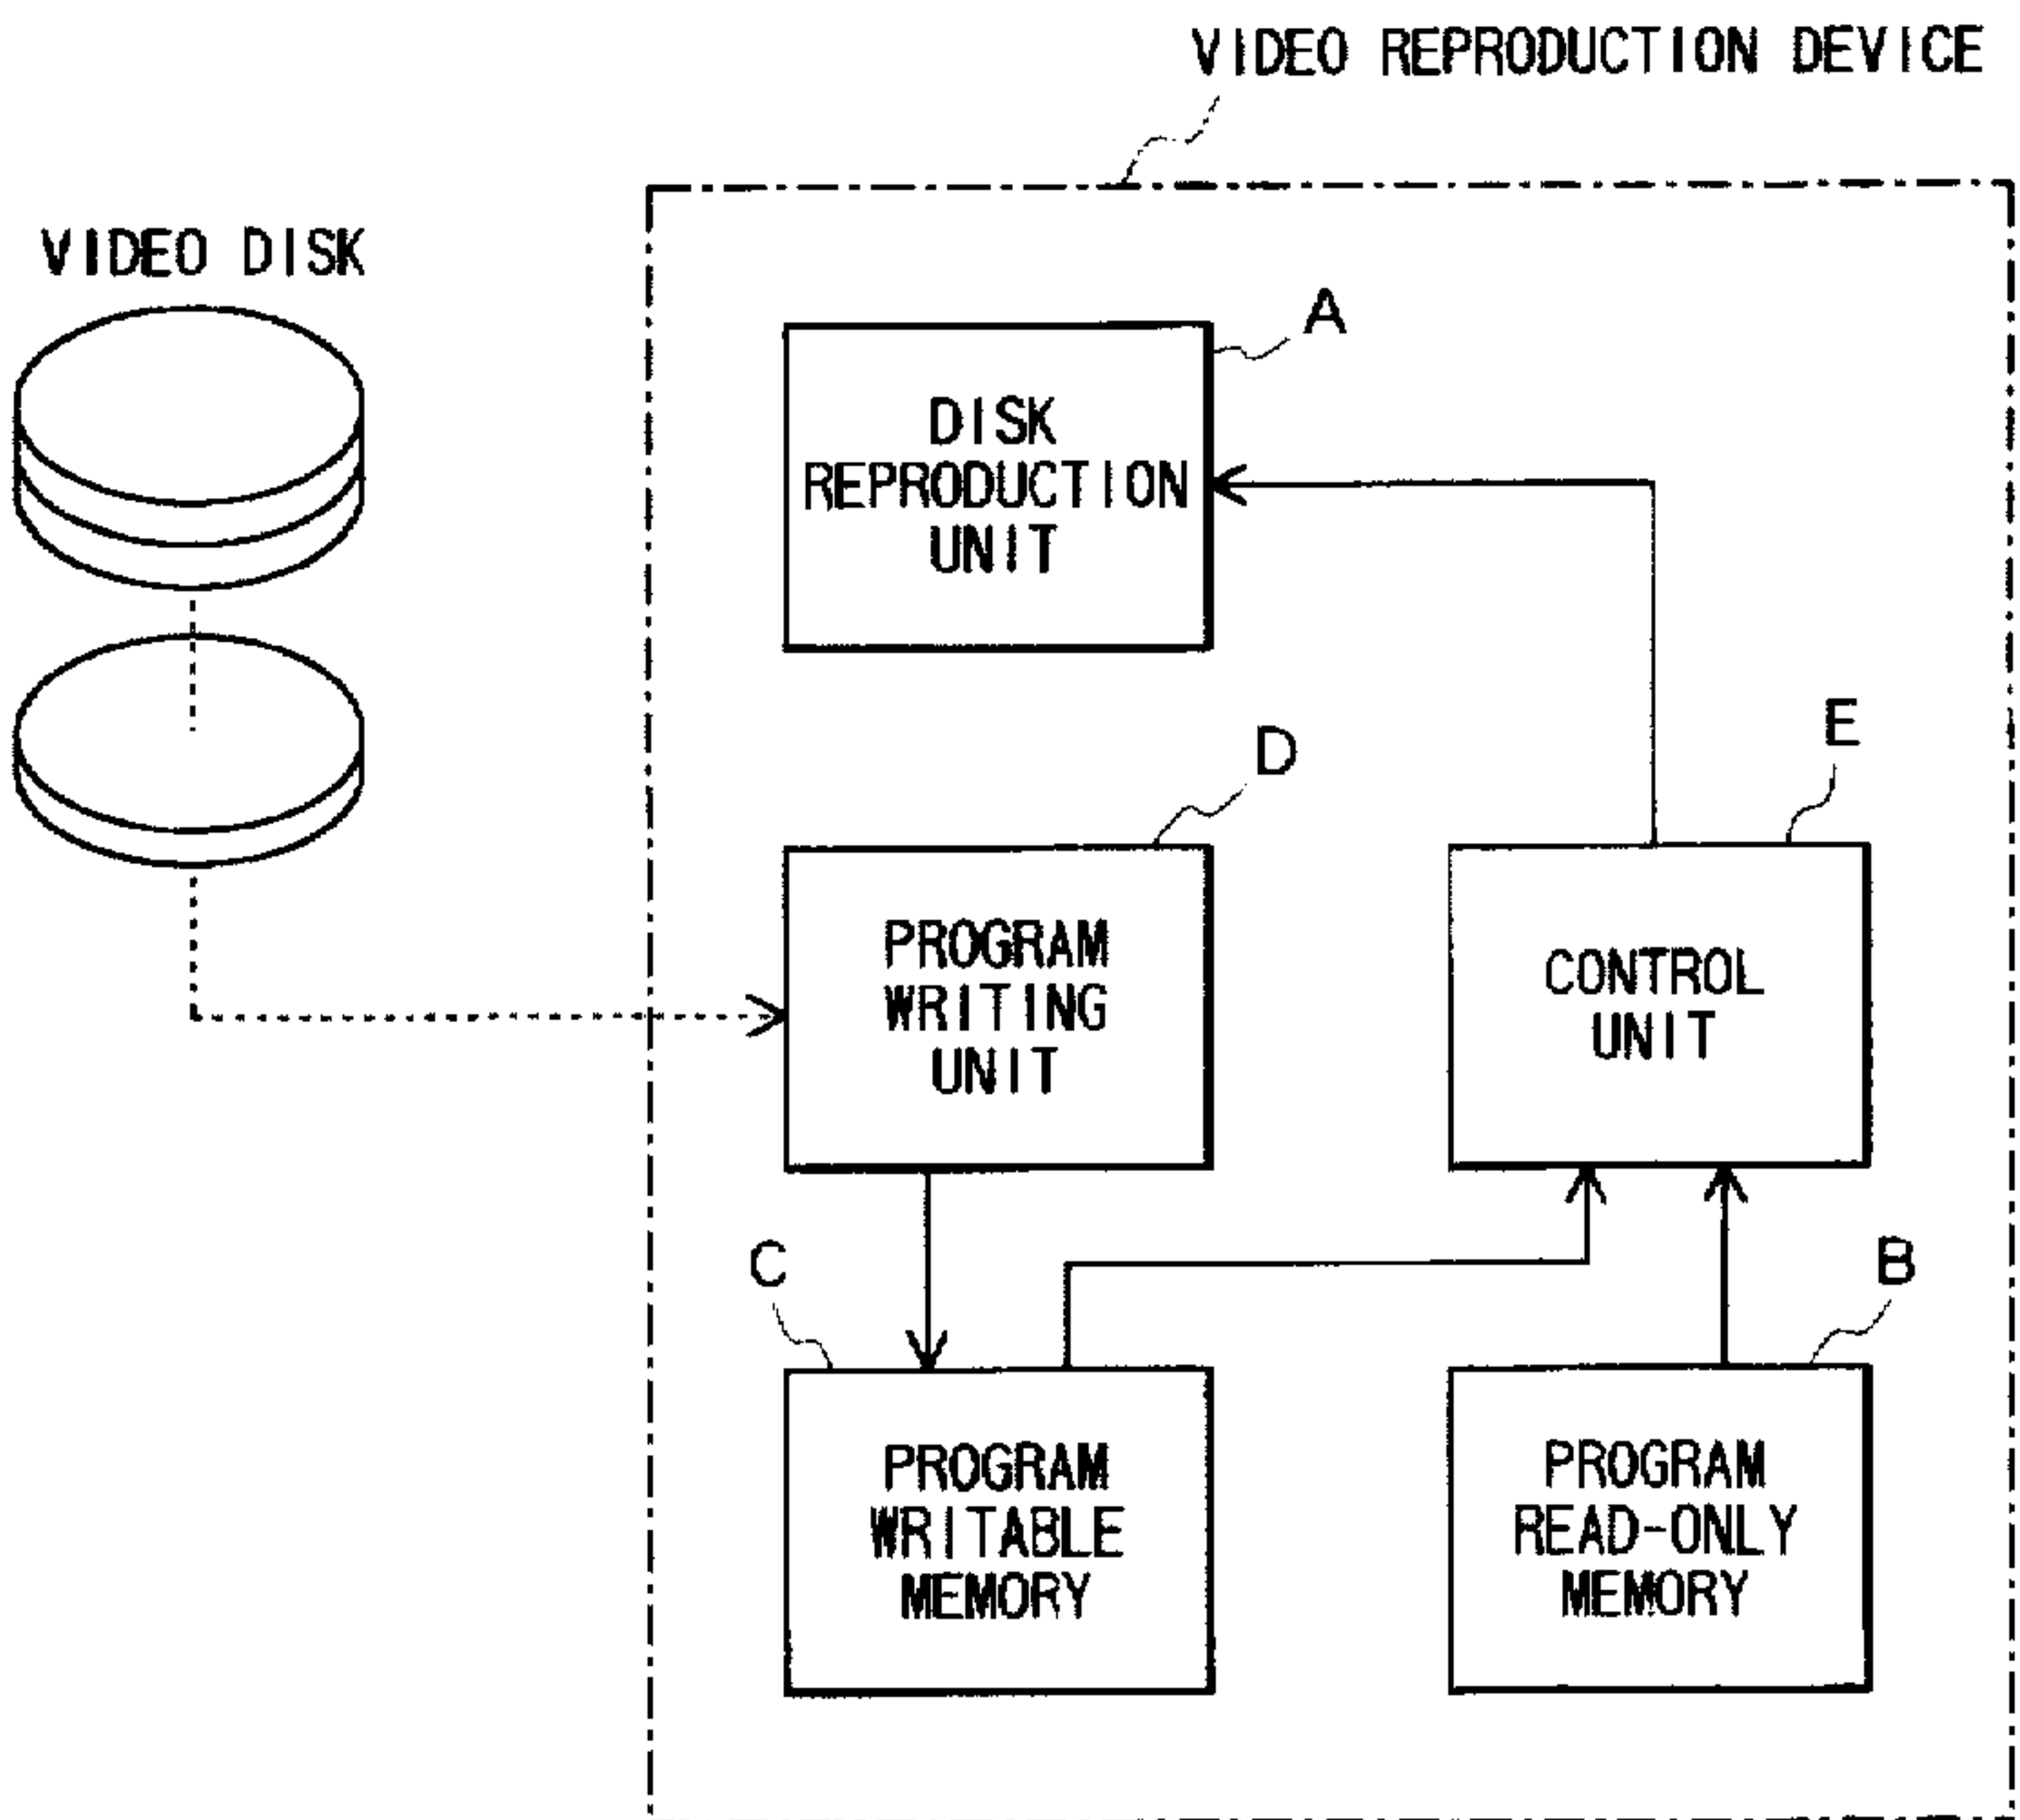 VIDEO REPRODUCTION DEVICE
VIDEO DISK
A
DISK
REPRODUCTION
UNIT
E
D
PROGRAM
WRITING
UNIT
CONTROL
UNIT
C
B
PROGRAM
WRITABLE
MEMORY
PROGRAM
READ-ONLY
MEMORY